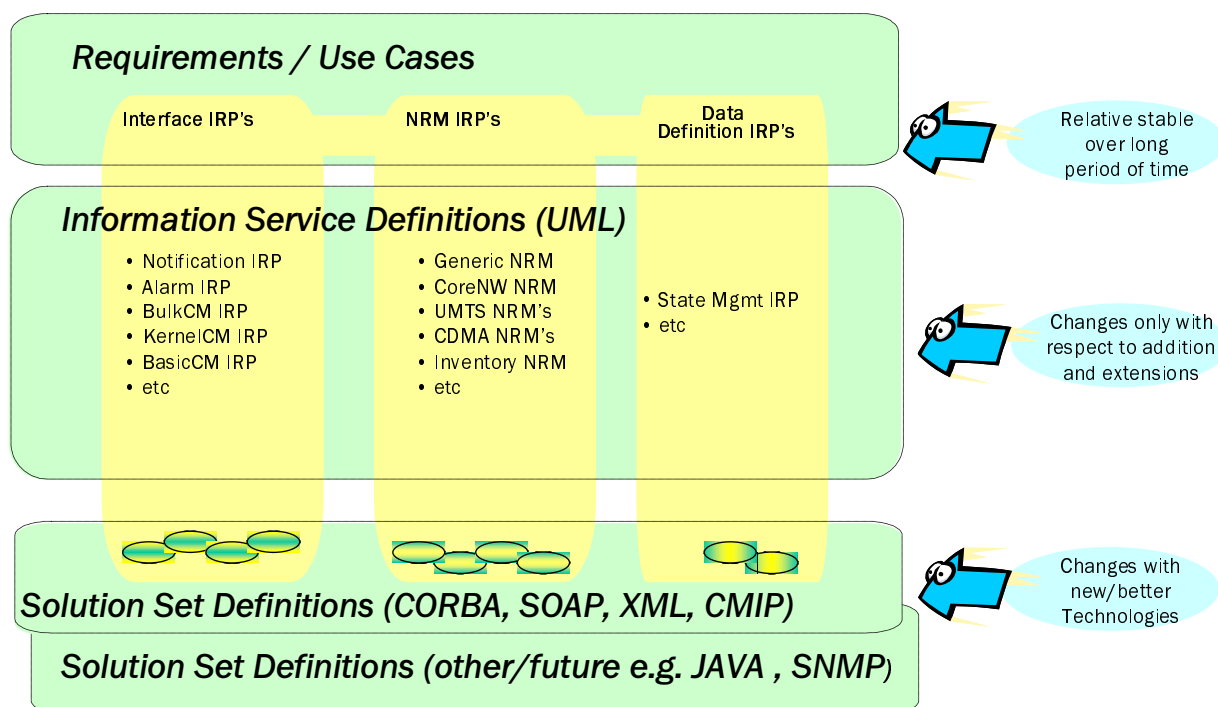 Requirements / Use Cases
Interface IRP's
NRM IRP's
Data
Definition IRP's
Relative stable
over long
period of time
Information Service Definitions (UML)
• Notification IRP
• Alarm IRP
• BulkCM IRP
• KernelCM IRP
• BasicCM IRP
• etc
• Generic NRM
• CoreNW NRM
• UMTS NRM's
• CDMA NRM's
• Inventory NRM
• etc
• State Mgmt IRP
• etc
Changes only with
respect to addition
and extensions
Solution Set Definitions (CORBA, SOAP, XML, CMIP)
Changes with
new/better
Technologies
Solution Set Definitions (other/future e.g. JAVA , SNMP)